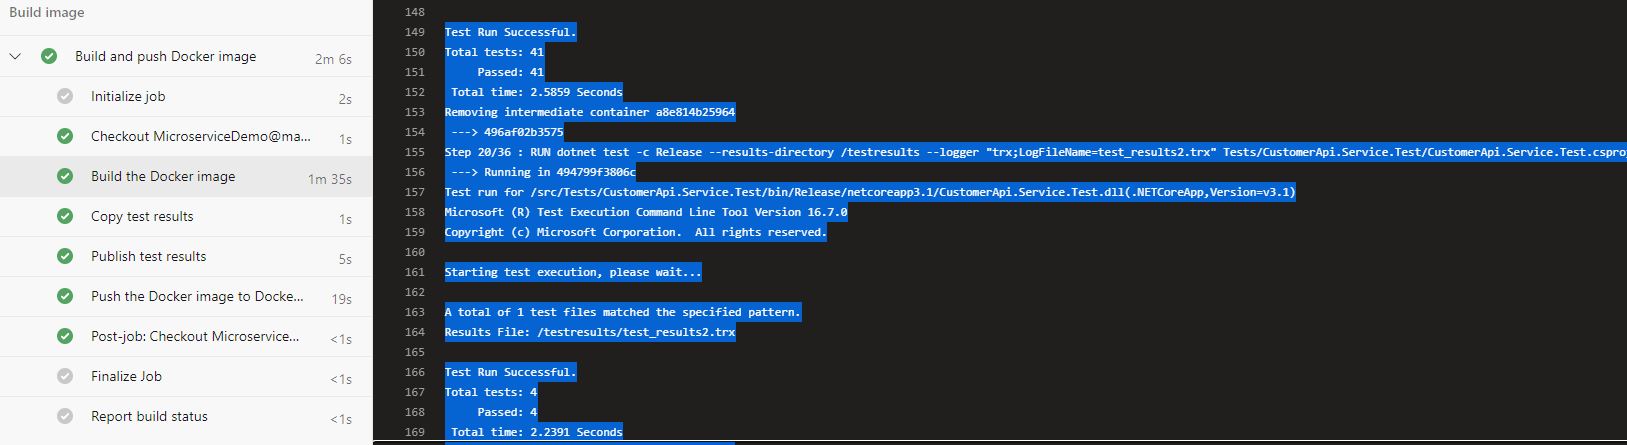 Build image
Build and push Docker image 2m 6s
Initialize job 2s
Checkout MicroserviceDemo@ma... 1s
Build the Docker image 1m 35s
Copy test results 1s
Publish test results 5s
Push the Docker image to Docke... 19s
Post-job: Checkout Microservice... <1s
Finalize Job <1s
Report build status <1s
148
149 Test Run Successful.
150 Total tests: 41
151 Passed: 41
152 Total time: 2.5859 Seconds
153 Removing intermediate container a8e814b25964
154 ---> 496af02b3575
155 Step 20/36 : RUN dotnet test -c Release --results-directory /testresults --logger "trx;LogFileName=test_results2.trx" Tests/CustomerApi.Service.Test/CustomerApi.Service.Test.cspro
156 ---> Running in 494799f3806c
157 Test run for /src/Tests/CustomerApi.Service.Test/bin/Release/netcoreapp3.1/CustomerApi.Service.Test.dll(.NETCoreApp,Version=v3.1)
158 Microsoft (R) Test Execution Command Line Tool Version 16.7.0
159 Copyright (c) Microsoft Corporation.  All rights reserved.
160
161 Starting test execution, please wait...
162
163 A total of 1 test files matched the specified pattern.
164 Results File: /testresults/test_results2.trx
165
166 Test Run Successful.
167 Total tests: 4
168 Passed: 4
169 Total time: 2.2391 Seconds